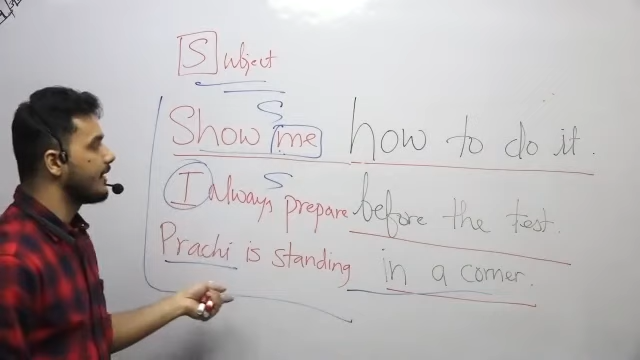 Subject
S
Show me how to do it.
S
I always prepare before the test.
Prachi is standing in a corner.